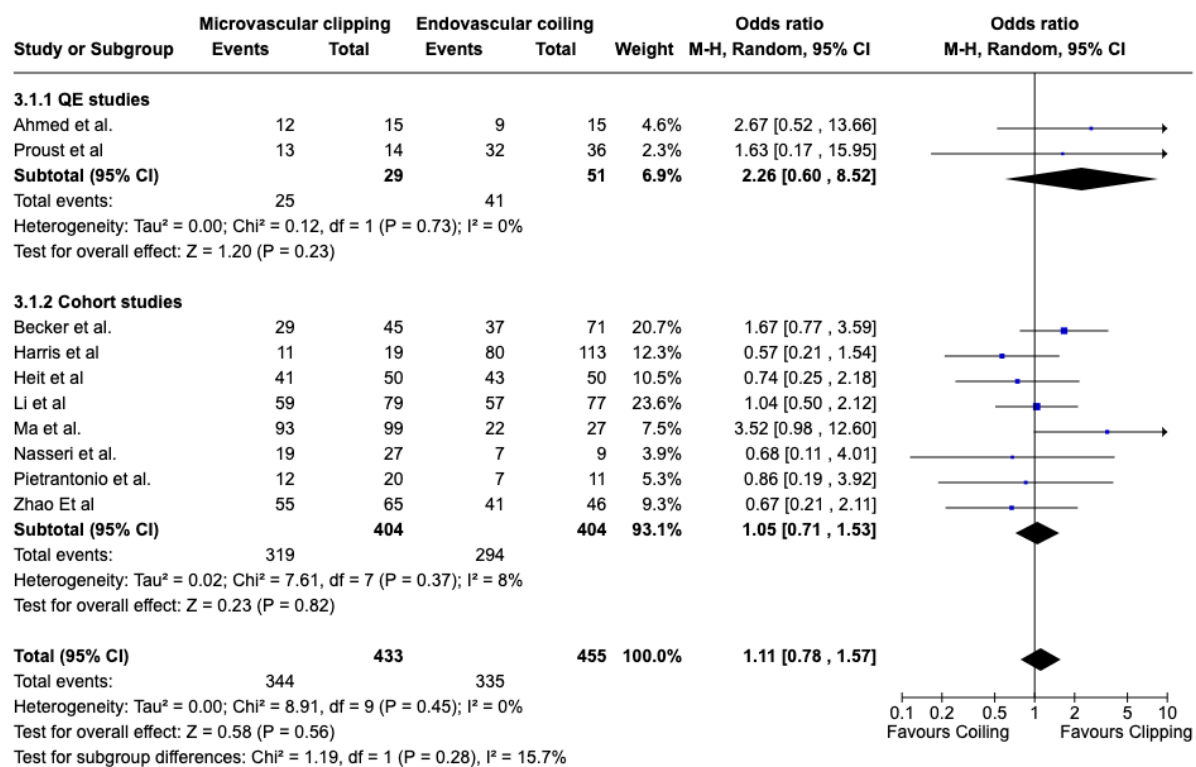 Microvascular clipping Endovascular coiling Odds ratio Odds ratio
Study or Subgroup Events Total Events Total Weight M-H, Random, 95% CI M-H, Random, 95% CI
3.1.1 QE studies
Ahmed et al. 12 15 9 15 4.6% 2.67 [0.52 , 13.66]
Proust et al 13 14 32 36 2.3% 1.63 [0.17 , 15.95]
Subtotal (95% CI) 29 51 6.9% 2.26 [0.60 , 8.52]
Total events: 25 41
Heterogeneity: Tau² = 0.00; Chi² = 0.12, df = 1 (P = 0.73); I² = 0%
Test for overall effect: Z = 1.20 (P = 0.23)
3.1.2 Cohort studies
Becker et al. 29 45 37 71 20.7% 1.67 [0.77 , 3.59]
Harris et al 11 19 80 113 12.3% 0.57 [0.21 , 1.54]
Heit et al 41 50 43 50 10.5% 0.74 [0.25 , 2.18]
Li et al 59 79 57 77 23.6% 1.04 [0.50 , 2.12]
Ma et al. 93 99 22 27 7.5% 3.52 [0.98 , 12.60]
Nasseri et al. 19 27 7 9 3.9% 0.68 [0.11 , 4.01]
Pietrantonio et al. 12 20 7 11 5.3% 0.86 [0.19 , 3.92]
Zhao Et al 55 65 41 46 9.3% 0.67 [0.21 , 2.11]
Subtotal (95% CI) 404 404 93.1% 1.05 [0.71 , 1.53]
Total events: 319 294
Heterogeneity: Tau² = 0.02; Chi² = 7.61, df = 7 (P = 0.37); I² = 8%
Test for overall effect: Z = 0.23 (P = 0.82)
Total (95% CI) 433 455 100.0% 1.11 [0.78 , 1.57]
Total events: 344 335
Heterogeneity: Tau² = 0.00; Chi² = 8.91, df = 9 (P = 0.45); I² = 0%
Test for overall effect: Z = 0.58 (P = 0.56)
Test for subgroup differences: Chi² = 1.19, df = 1 (P = 0.28), I² = 15.7%
0.1 0.2 0.5 1 2 5 10
Favours Coiling Favours Clipping